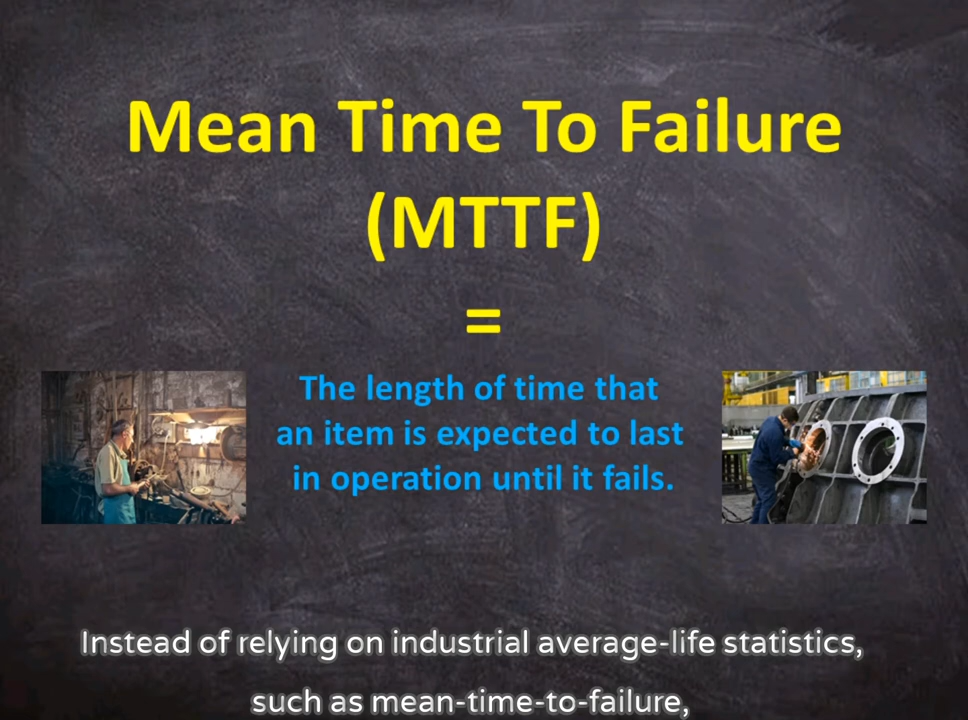 Mean Time To Failure
(MTTF)
=
The length of time that
an item is expected to last
in operation until it fails.
Instead of relying on industrial average-life statistics,
such as mean-time-to-failure,